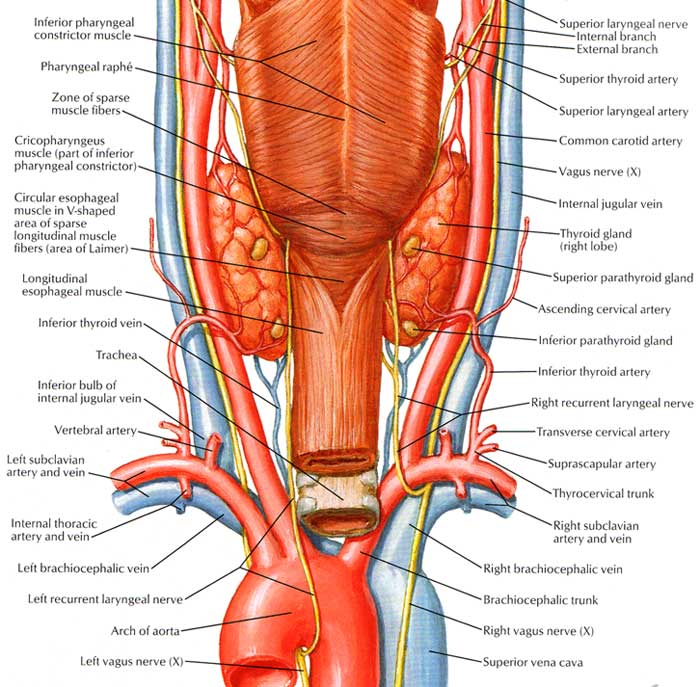 Inferior pharyngeal
constrictor muscle
Pharyngeal raphé
Zone of sparse
muscle fibers
Cricopharyngeus
muscle (part of inferior
pharyngeal constrictor)
Circular esophageal
muscle in V-shaped
area of sparse
longitudinal muscle
fibers (area of Laimer)
Longitudinal
esophageal muscle
Inferior thyroid vein
Trachea
Inferior bulb of
internal jugular vein
Vertebral artery
Left subclavian
artery and vein
Internal thoracic
artery and vein
Left brachiocephalic vein
Left recurrent laryngeal nerve
Arch of aorta
Left vagus nerve (X)
Superior laryngeal nerve
Internal branch
External branch
Superior thyroid artery
Superior laryngeal artery
Common carotid artery
Vagus nerve (X)
Internal jugular vein
Thyroid gland
(right lobe)
Superior parathyroid gland
Ascending cervical artery
Inferior parathyroid gland
Inferior thyroid artery
Right recurrent laryngeal nerve
Transverse cervical artery
Suprascapular artery
Thyrocervical trunk
Right subclavian
artery and vein
Right brachiocephalic vein
Brachiocephalic trunk
Right vagus nerve (X)
Superior vena cava